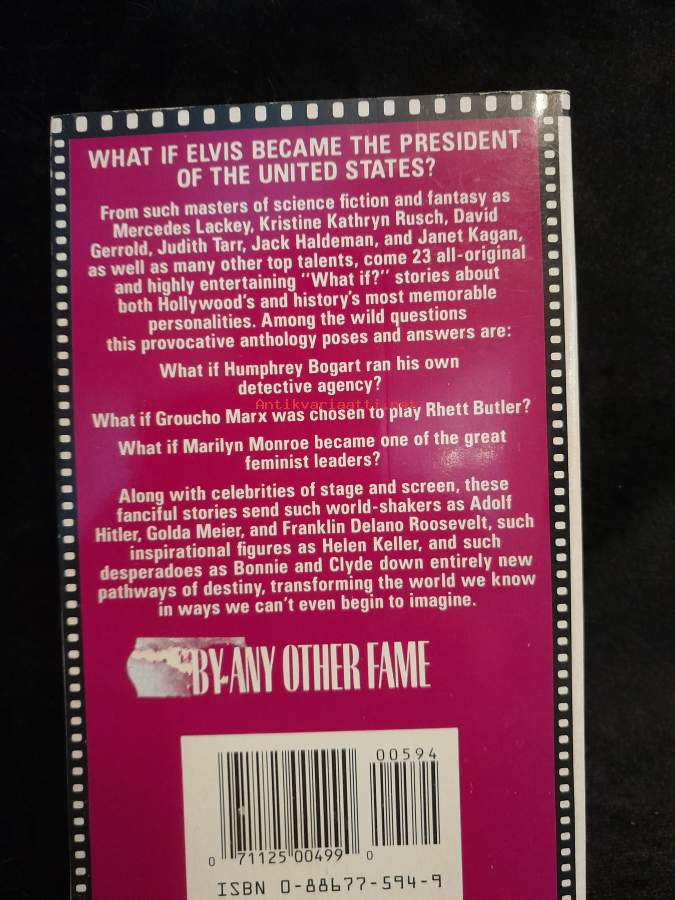 WHAT IF ELVIS BECAME THE PRESIDENT
OF THE UNITED STATES?
From such masters of science fiction and fantasy as
Mercedes Lackey, Kristine Kathryn Rusch, David
Gerrold, Judith Tarr, Jack Haldeman, and Janet Kagan,
as well as many other top talents, come 23 all-original
and highly entertaining "What if?" stories about
both Hollywood's and history's most memorable
personalities. Among the wild questions
this provocative anthology poses and answers are:
What if Humphrey Bogart ran his own
detective agency?
Antikvariaatti.net
What if Groucho Marx was chosen to play Rhett Butler?
What if Marilyn Monroe became one of the great
feminist leaders?
Along with celebrities of stage and screen, these
fanciful stories send such world-shakers as Adolf
Hitler, Golda Meier, and Franklin Delano Roosevelt, such
inspirational figures as Helen Keller, and such
desperadoes as Bonnie and Clyde down entirely new
pathways of destiny, transforming the world we know
in ways we can't even begin to imagine.
BY ANY OTHER FAME
00594
0 71125 00499 0
ISBN 0-88677-594-9